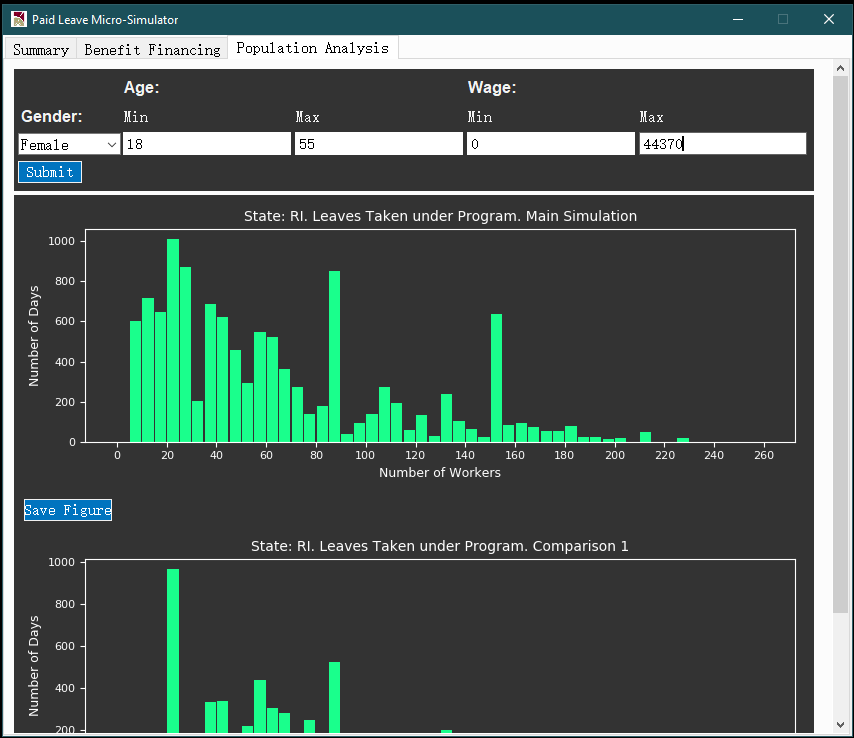 Paid Leave Micro-Simulator
Summary Benefit Financing Population Analysis
Age: Wage:
Gender: Min Max Min Max
Female 18 55 0 44370
Submit
State: RI. Leaves Taken under Program. Main Simulation
1000
800
600
400
200
0
Number of Days
0 20 40 60 80 100 120 140 160 180 200 220 240 260
Number of Workers
Save Figure
State: RI. Leaves Taken under Program. Comparison 1
1000
800
600
400
200
Number of Days